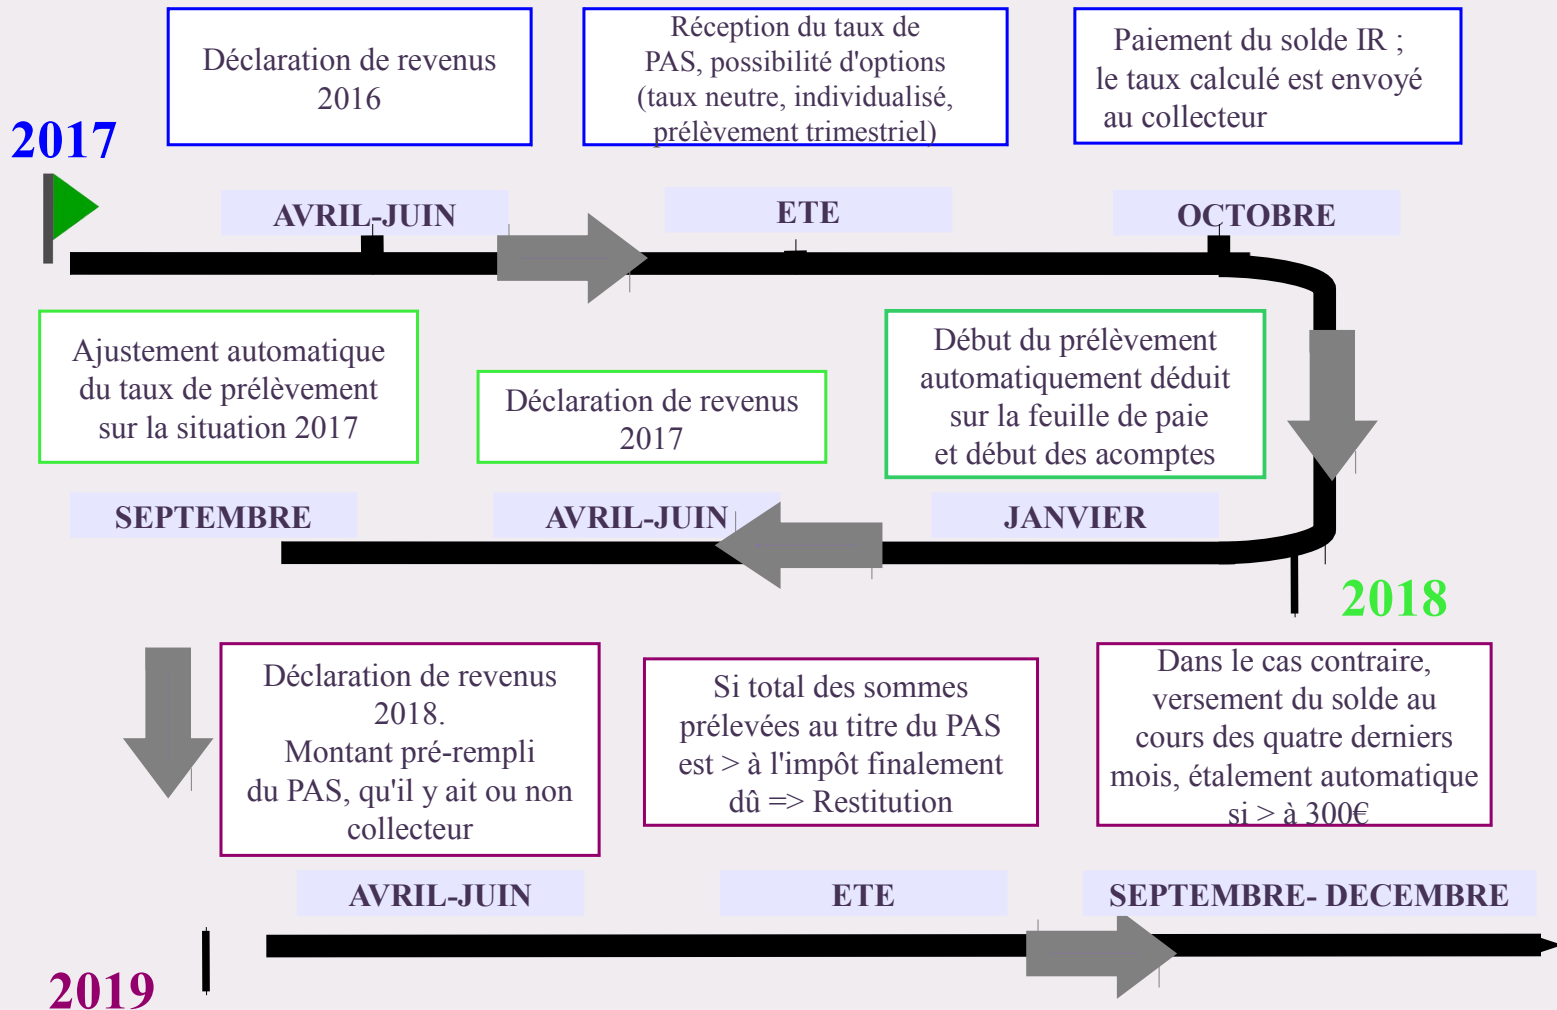 2017
Déclaration de revenus
2016
Réception du taux de
PAS, possibilité d'options
(taux neutre, individualisé,
prélèvement trimestriel)
Paiement du solde IR ;
le taux calculé est envoyé
au collecteur
AVRIL-JUIN
ETE
OCTOBRE
Début du prélèvement
automatiquement déduit
sur la feuille de paie
et début des acomptes
Déclaration de revenus
2017
Ajustement automatique
du taux de prélèvement
sur la situation 2017
JANVIER
AVRIL-JUIN
SEPTEMBRE
2018
Déclaration de revenus
2018.
Montant pré-rempli
du PAS, qu'il y ait ou non
collecteur
Si total des sommes
prélevées au titre du PAS
est > à l'impôt finalement
dû => Restitution
Dans le cas contraire,
versement du solde au
cours des quatre derniers
mois, étalement automatique
si > à 300€
AVRIL-JUIN
ETE
SEPTEMBRE- DECEMBRE
2019